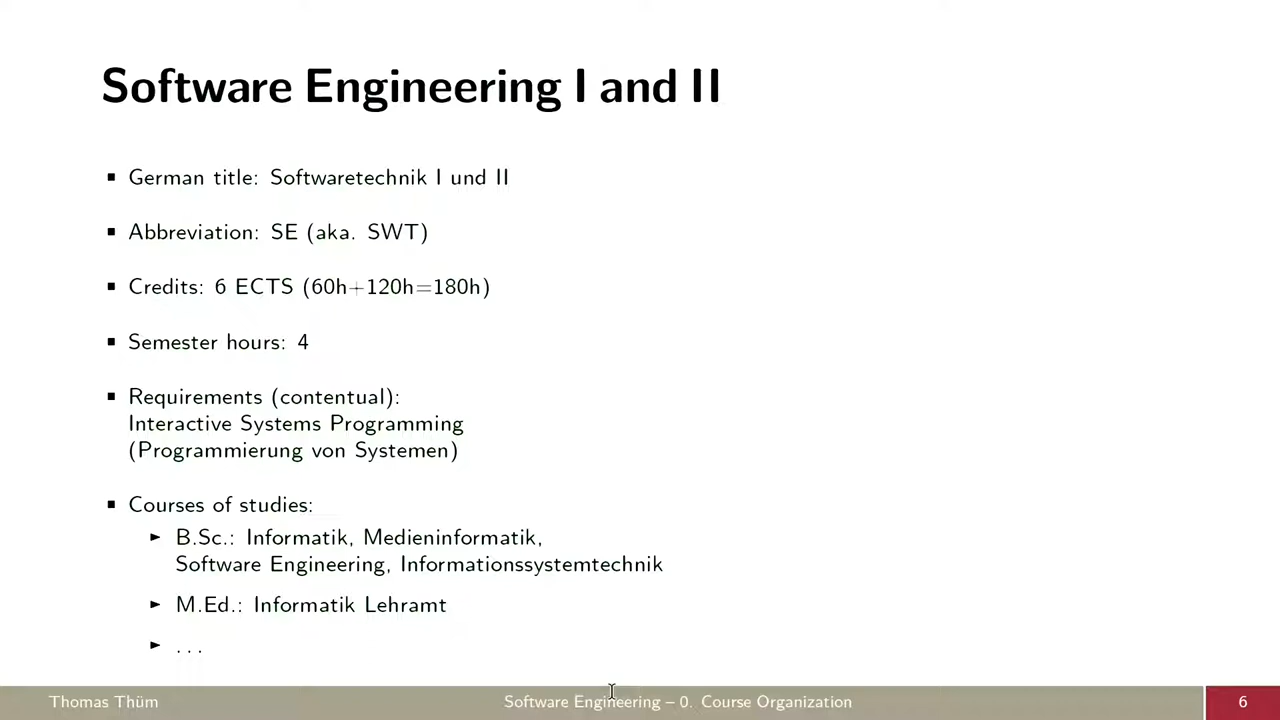 Software Engineering I and II
▪ German title: Softwaretechnik I und II
▪ Abbreviation: SE (aka. SWT)
▪ Credits: 6 ECTS (60h+120h=180h)
▪ Semester hours: 4
▪ Requirements (contentual):
Interactive Systems Programming
(Programmierung von Systemen)
▪ Courses of studies:
► B.Sc.: Informatik, Medieninformatik,
Software Engineering, Informationssystemtechnik
► M.Ed.: Informatik Lehramt
► ...
Thomas Thüm
Software Engineering – 0. Course Organization
6